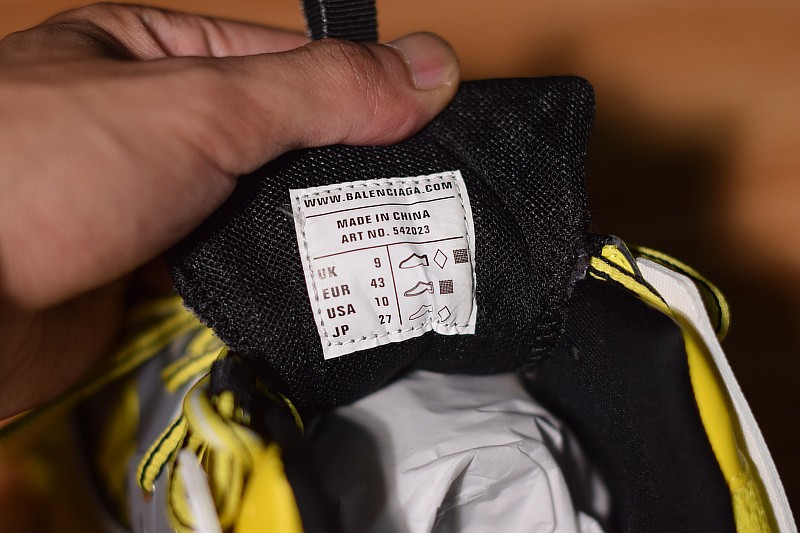 WWW.BALENCIAGA.COM
MADE IN CHINA
ART NO. 542023
UK 9
EUR 43
USA 10
JP 27